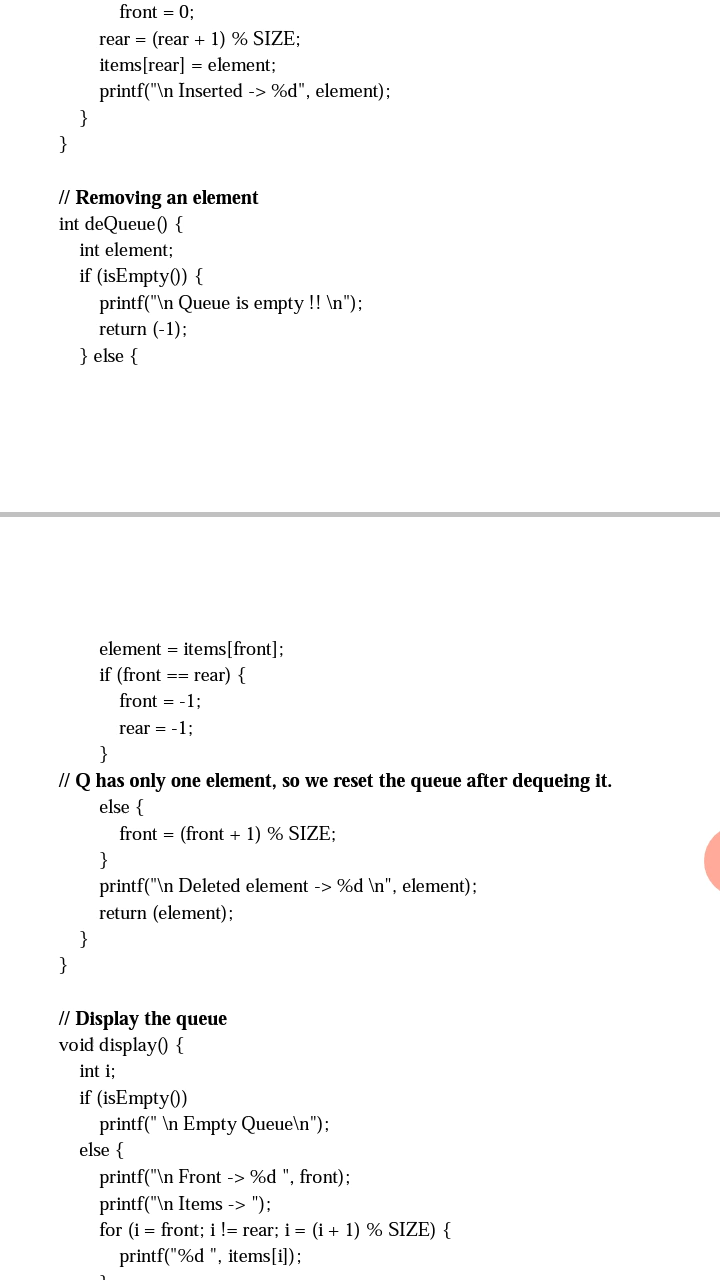 front = 0;
rear = (rear + 1) % SIZE;
items[rear] = element;
printf("\n Inserted -> %d", element);
}
}
// Removing an element
int deQueue() {
int element;
if (isEmpty()) {
printf("\n Queue is empty !! \n");
return (-1);
} else {
element = items[front];
if (front == rear) {
front = -1;
rear = -1;
}
// Q has only one element, so we reset the queue after dequeing it.
else {
front = (front + 1) % SIZE;
}
printf("\n Deleted element -> %d \n", element);
return (element);
}
}
// Display the queue
void display() {
int i;
if (isEmpty())
printf(" \n Empty Queue\n");
else {
printf("\n Front -> %d ", front);
printf("\n Items -> ");
for (i = front; i != rear; i = (i + 1) % SIZE) {
printf("%d ", items[i]);
}